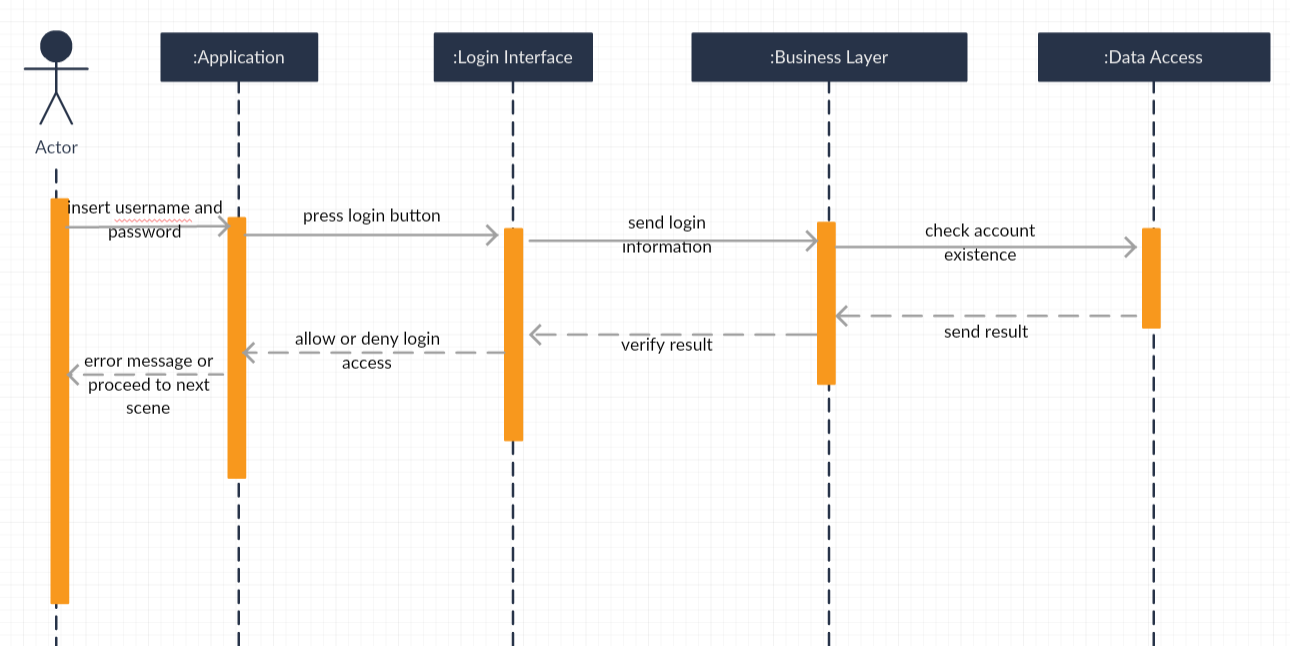 :Application
:Login Interface
:Business Layer
:Data Access
Actor
insert username and
password
press login button
send login
information
check account
existence
send result
verify result
allow or deny login
access
error message or
proceed to next
scene